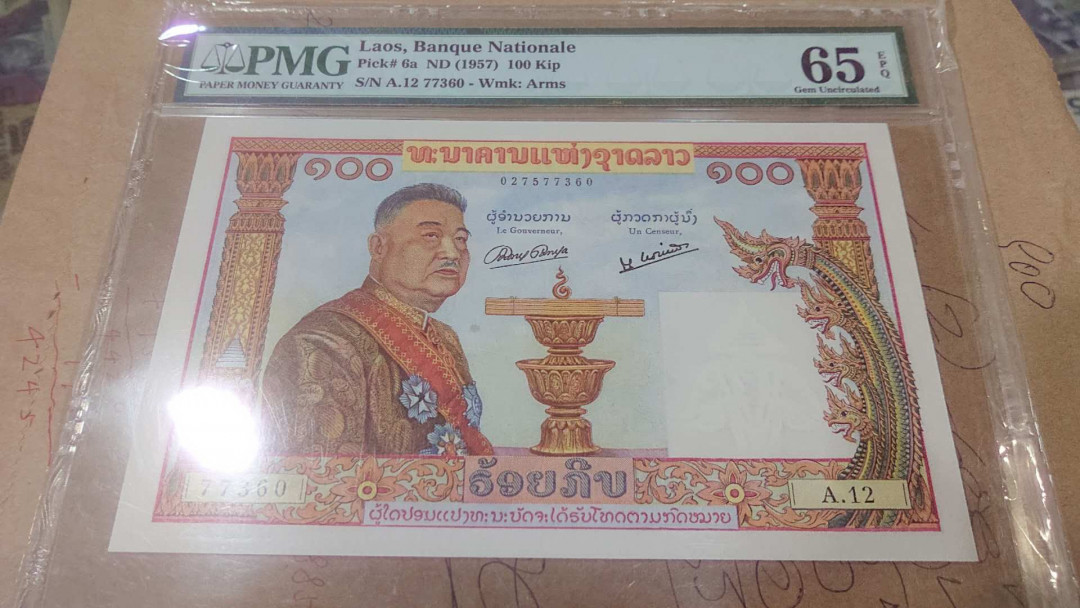 PMG
PAPER MONEY GUARANTY
Laos, Banque Nationale
Pick# 6a ND (1957) 100 Kip
S/N A.12 77360 - Wmk: Arms
65 EPQ
Gem Uncirculated
ທະນາຄານແຫ່ງຊາດລາວ
໑໐໐
໑໐໐
027577360
ຜູ້ອຳນວຍການ
Le Gouverneur,
ຜູ້ກວດກາຜູ້ນຶ່ງ
Un Censeur,
77360
ຮ້ອຍກີບ
A.12
ຜູ້ໃດປອມແປງທະນະບັດຈະໄດ້ຮັບໂທດຕາມກົດຫມາຍ
4245